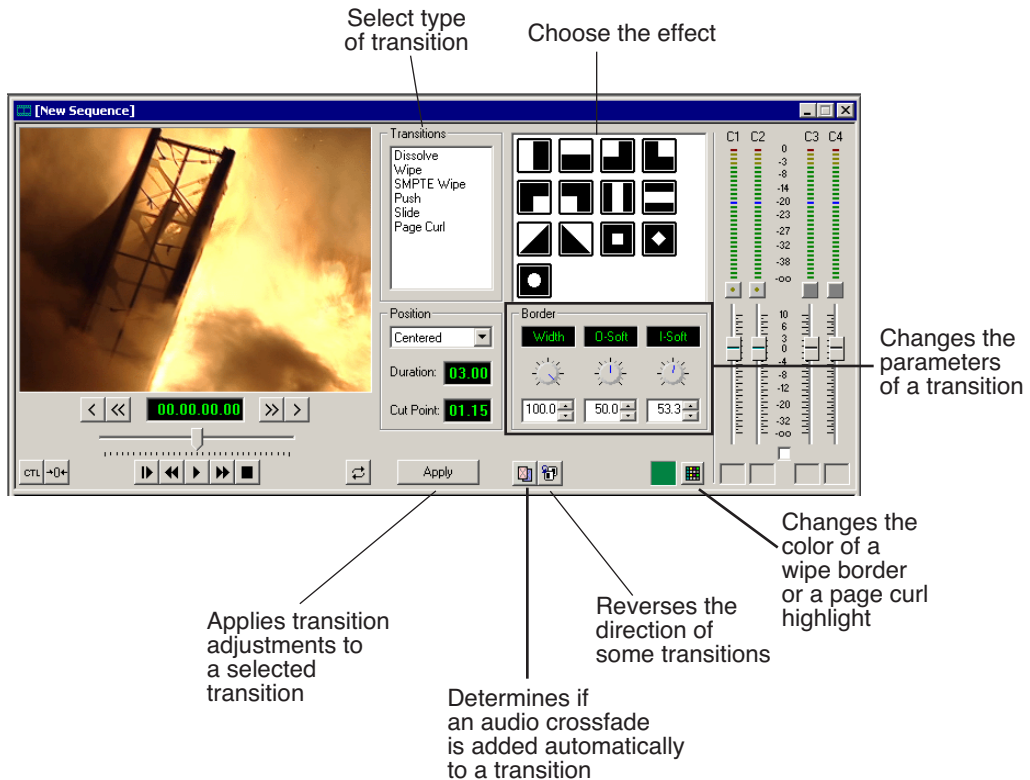 Select type
of transition
Choose the effect
[New Sequence]
Transitions
Dissolve
Wipe
SMPTE Wipe
Push
Slide
Page Curl
Position
Centered
Duration: 03.00
Cut Point: 01.15
Border
Width O-Soft I-Soft
100.0 50.0 53.3
C1 C2 C3 C4
0
-3
-8
-14
-20
-23
-27
-32
-38
-oo
10
6
3
0
-4
-8
-12
-20
-32
-oo
00.00.00.00
CTL
→0←
Apply
Changes the
parameters
of a transition
Changes the
color of a
wipe border
or a page curl
highlight
Reverses the
direction of
some transitions
Applies transition
adjustments to
a selected
transition
Determines if
an audio crossfade
is added automatically
to a transition